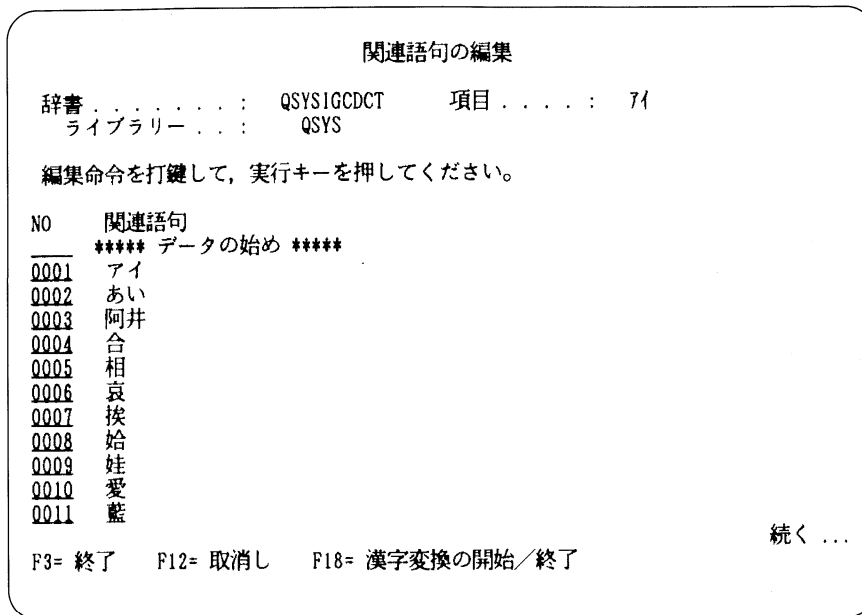 関連語句の編集
辞書 . . . . . . . : QSYSIGCDCT 項目 . . . . : アイ
ライブラリー . . : QSYS
編集命令を打鍵して，実行キーを押してください。
NO 関連語句
***** データの始め *****
0001 アイ
0002 あい
0003 阿井
0004 合
0005 相
0006 哀
0007 挨
0008 姶
0009 娃
0010 愛
0011 藍
続く ...
F3= 終了 F12= 取消し F18= 漢字変換の開始／終了